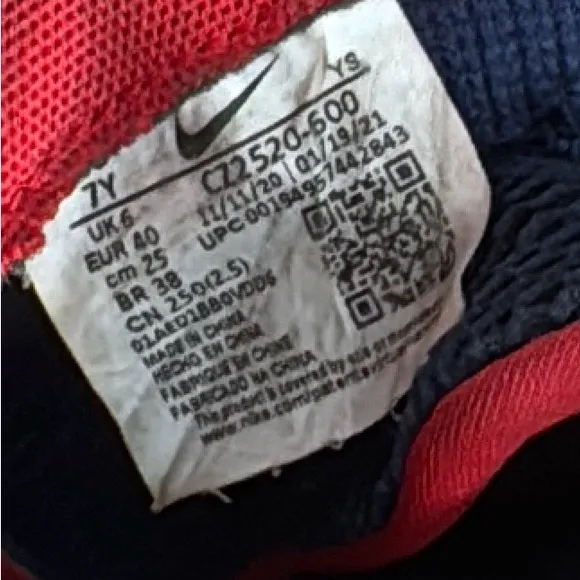 YS
7Y
CZ2520-600
UK 6
11/11/20 | 01/19/21
EUR 40
UPC 00194957442843
cm 25
BR 38
CN 250(2.5)
MADE IN CHINA
HECHO EN CHINA
FABRIQUE EN CHINE
FABRICADO NA CHINA
This product is covered by
www.nike.com/patents